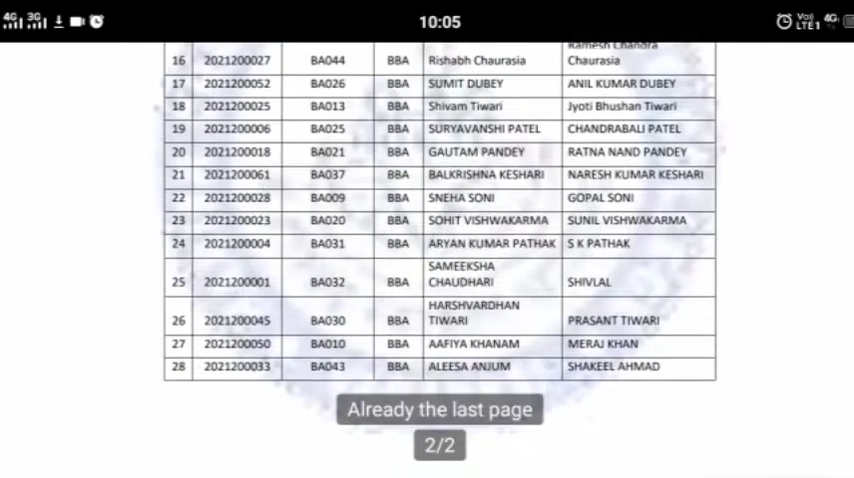 4G 3G 10:05 Vo) LTE1 4G
Ramesh Chandra
16 2021200027 BA044 BBA Rishabh Chaurasia Chaurasia
17 2021200052 BA026 BBA SUMIT DUBEY ANIL KUMAR DUBEY
18 2021200025 BA013 BBA Shivam Tiwari Jyoti Bhushan Tiwari
19 2021200006 BA025 BBA SURYAVANSHI PATEL CHANDRABALI PATEL
20 2021200018 BA021 BBA GAUTAM PANDEY RATNA NAND PANDEY
21 2021200061 BA037 BBA BALKRISHNA KESHARI NARESH KUMAR KESHARI
22 2021200028 BA009 BBA SNEHA SONI GOPAL SONI
23 2021200023 BA020 BBA SOHIT VISHWAKARMA SUNIL VISHWAKARMA
24 2021200004 BA031 BBA ARYAN KUMAR PATHAK S K PATHAK
SAMEEKSHA
25 2021200001 BA032 BBA CHAUDHARI SHIVLAL
HARSHVARDHAN
26 2021200045 BA030 BBA TIWARI PRASANT TIWARI
27 2021200050 BA010 BBA AAFIYA KHANAM MERAJ KHAN
28 2021200033 BA043 BBA ALEESA ANJUM SHAKEEL AHMAD
Already the last page
2/2